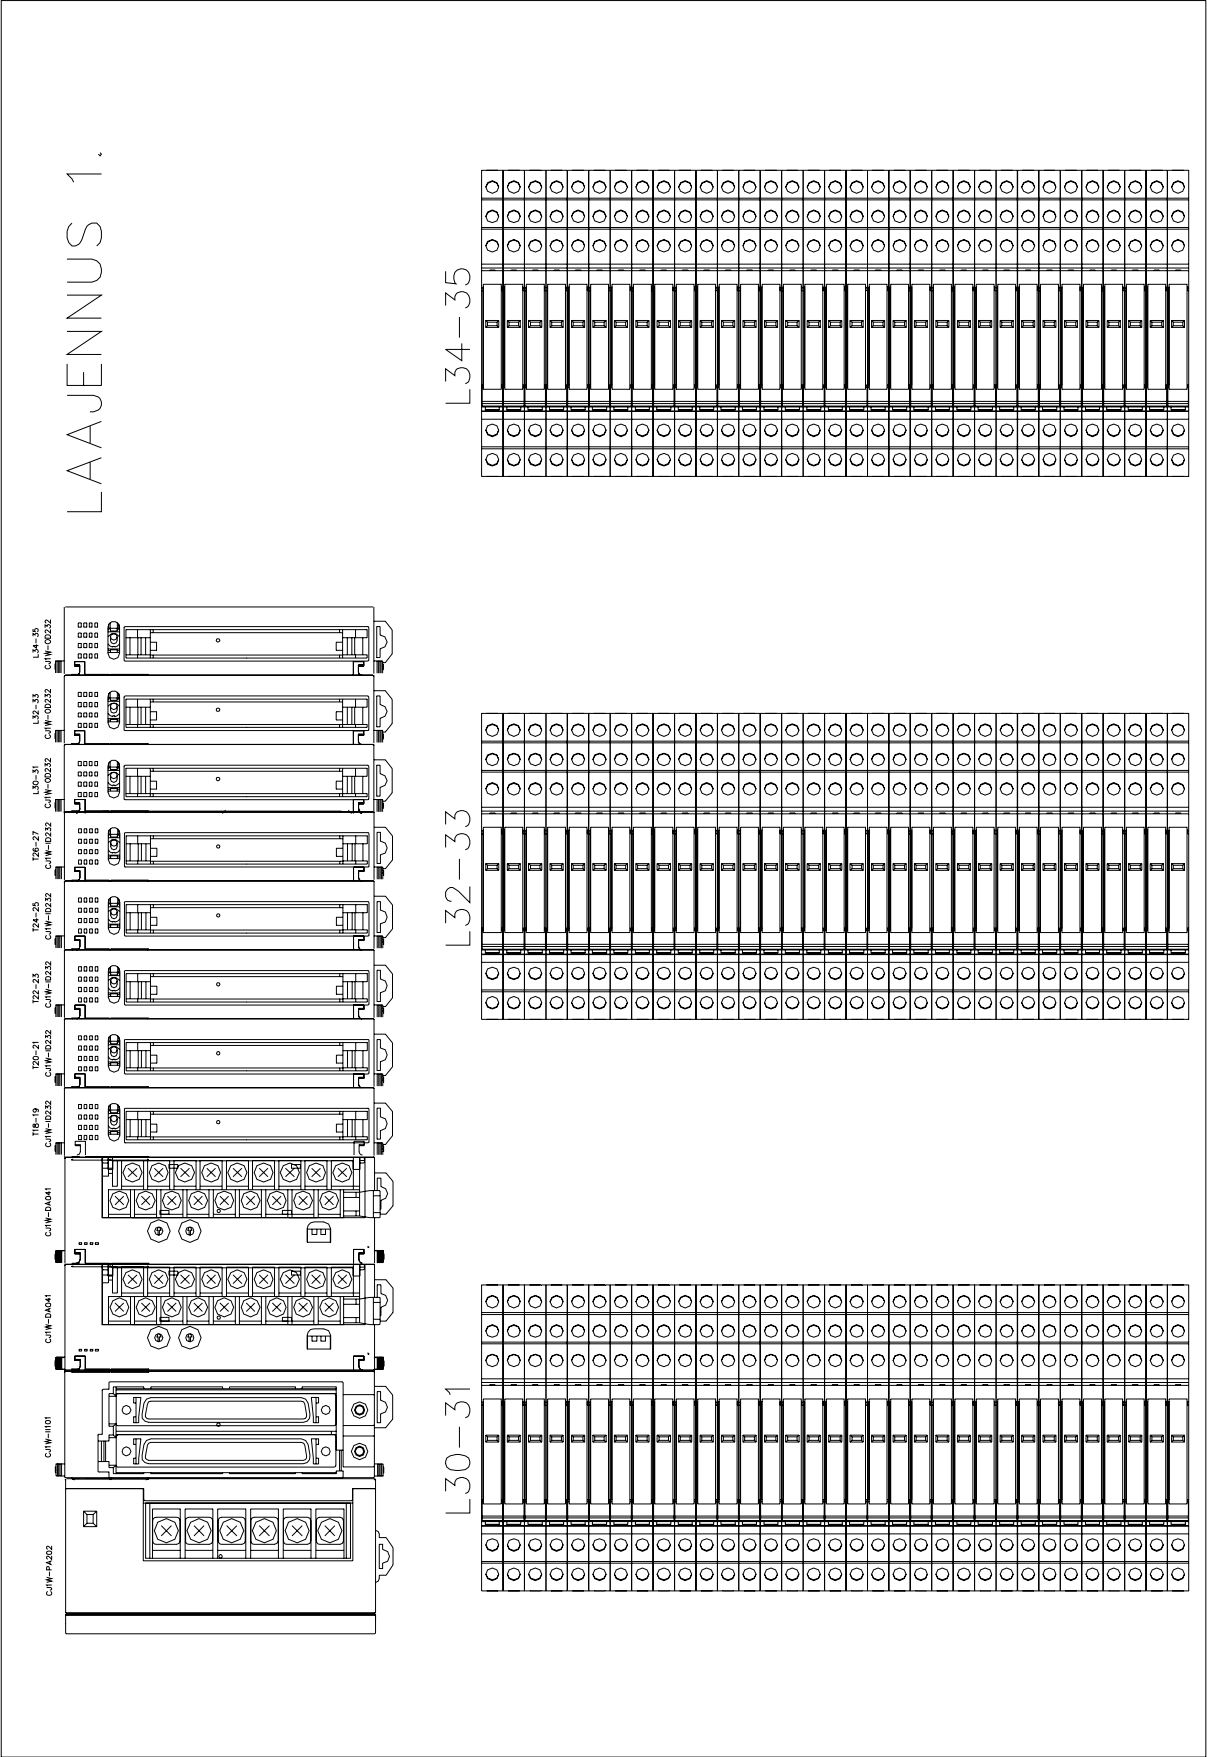 LAAJENNUS 1.
CJ1W-PA202
CJ1W-II101
CJ1W-DA041
CJ1W-DA041
T18-19
CJ1W-ID232
T20-21
CJ1W-ID232
T22-23
CJ1W-ID232
T24-25
CJ1W-ID232
T26-27
CJ1W-ID232
L30-31
CJ1W-OD232
L32-33
CJ1W-OD232
L34-35
CJ1W-OD232
L30-31
L32-33
L34-35